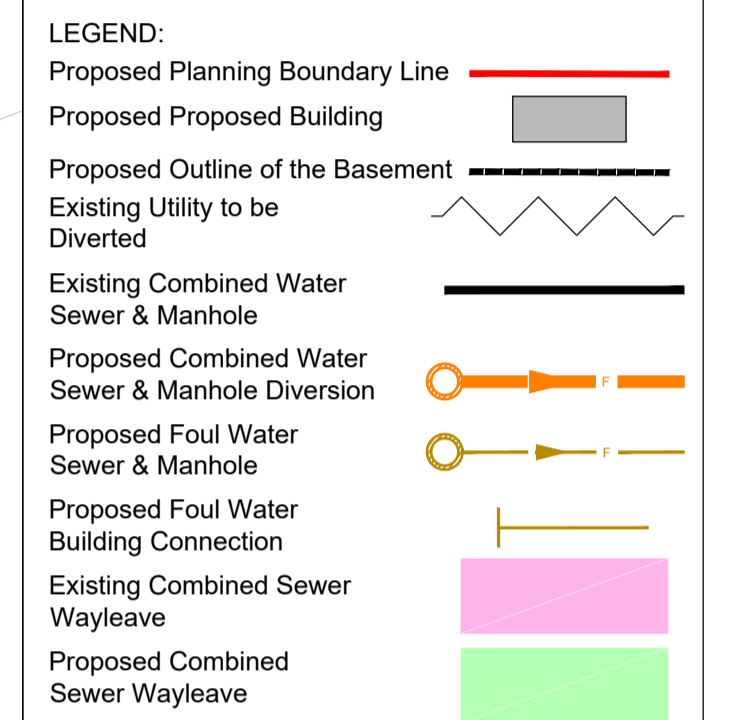 LEGEND:
Proposed Planning Boundary Line
Proposed Proposed Building
Proposed Outline of the Basement
Existing Utility to be
Diverted
Existing Combined Water
Sewer & Manhole
Proposed Combined Water
Sewer & Manhole Diversion
F
Proposed Foul Water
Sewer & Manhole
F
Proposed Foul Water
Building Connection
Existing Combined Sewer
Wayleave
Proposed Combined
Sewer Wayleave